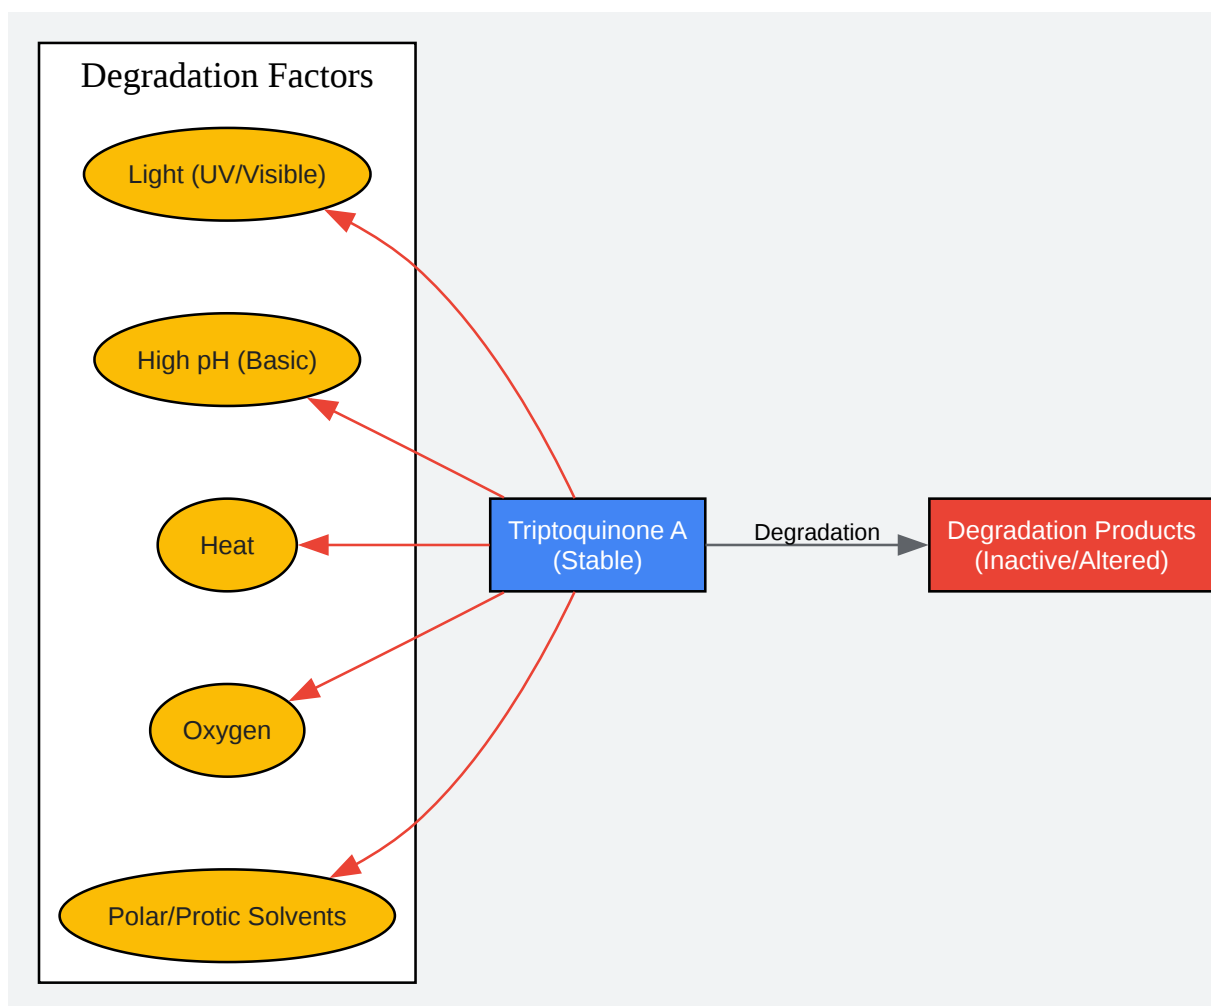 Degradation Factors
Light (UV/Visible)
High pH (Basic)
Heat
Oxygen
Polar/Protic Solvents
Triptoquinone A
(Stable)
Degradation
Degradation Products
(Inactive/Altered)